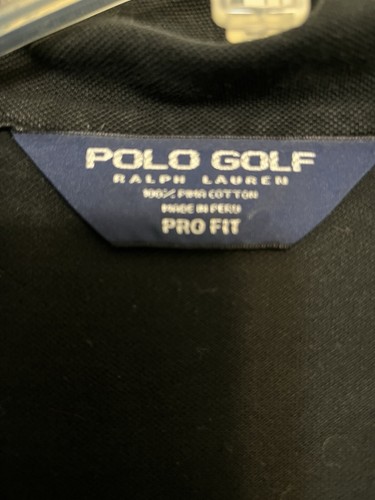 POLO GOLF
RALPH LAUREN
100% PIMA COTTON
MADE IN PERU
PRO FIT